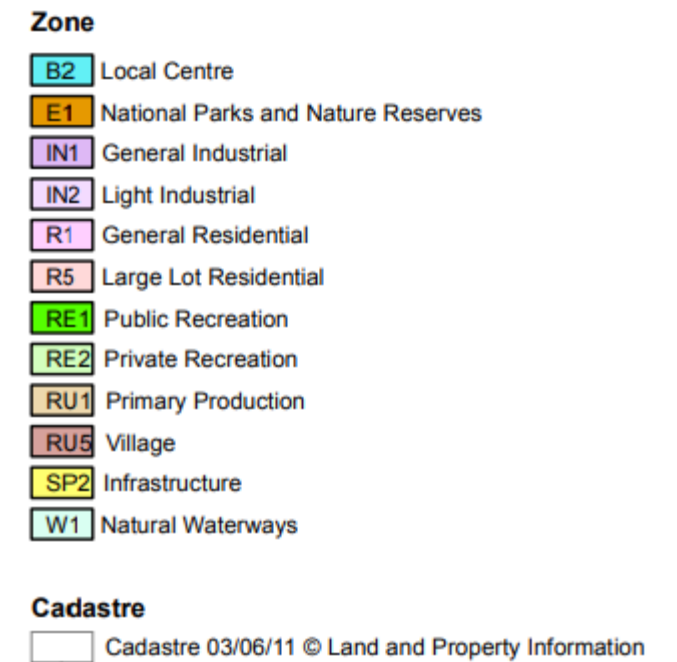 Zone
B2 Local Centre
E1 National Parks and Nature Reserves
IN1 General Industrial
IN2 Light Industrial
R1 General Residential
R5 Large Lot Residential
RE1 Public Recreation
RE2 Private Recreation
RU1 Primary Production
RU5 Village
SP2 Infrastructure
W1 Natural Waterways
Cadastre
Cadastre 03/06/11 © Land and Property Information